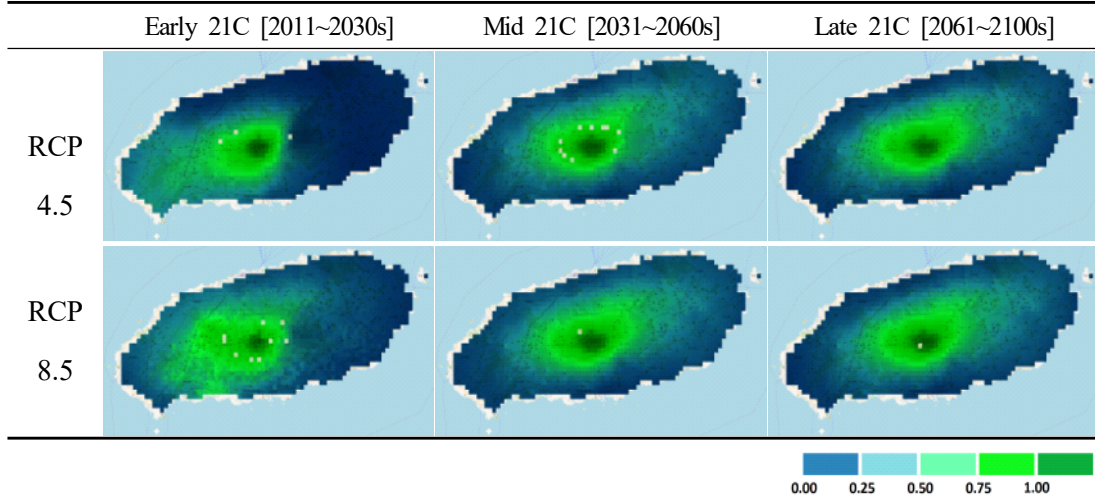 Early 21C [2011~2030s] Mid 21C [2031~2060s] Late 21C [2061~2100s]
RCP
4.5
RCP
8.5
0.00 0.25 0.50 0.75 1.00